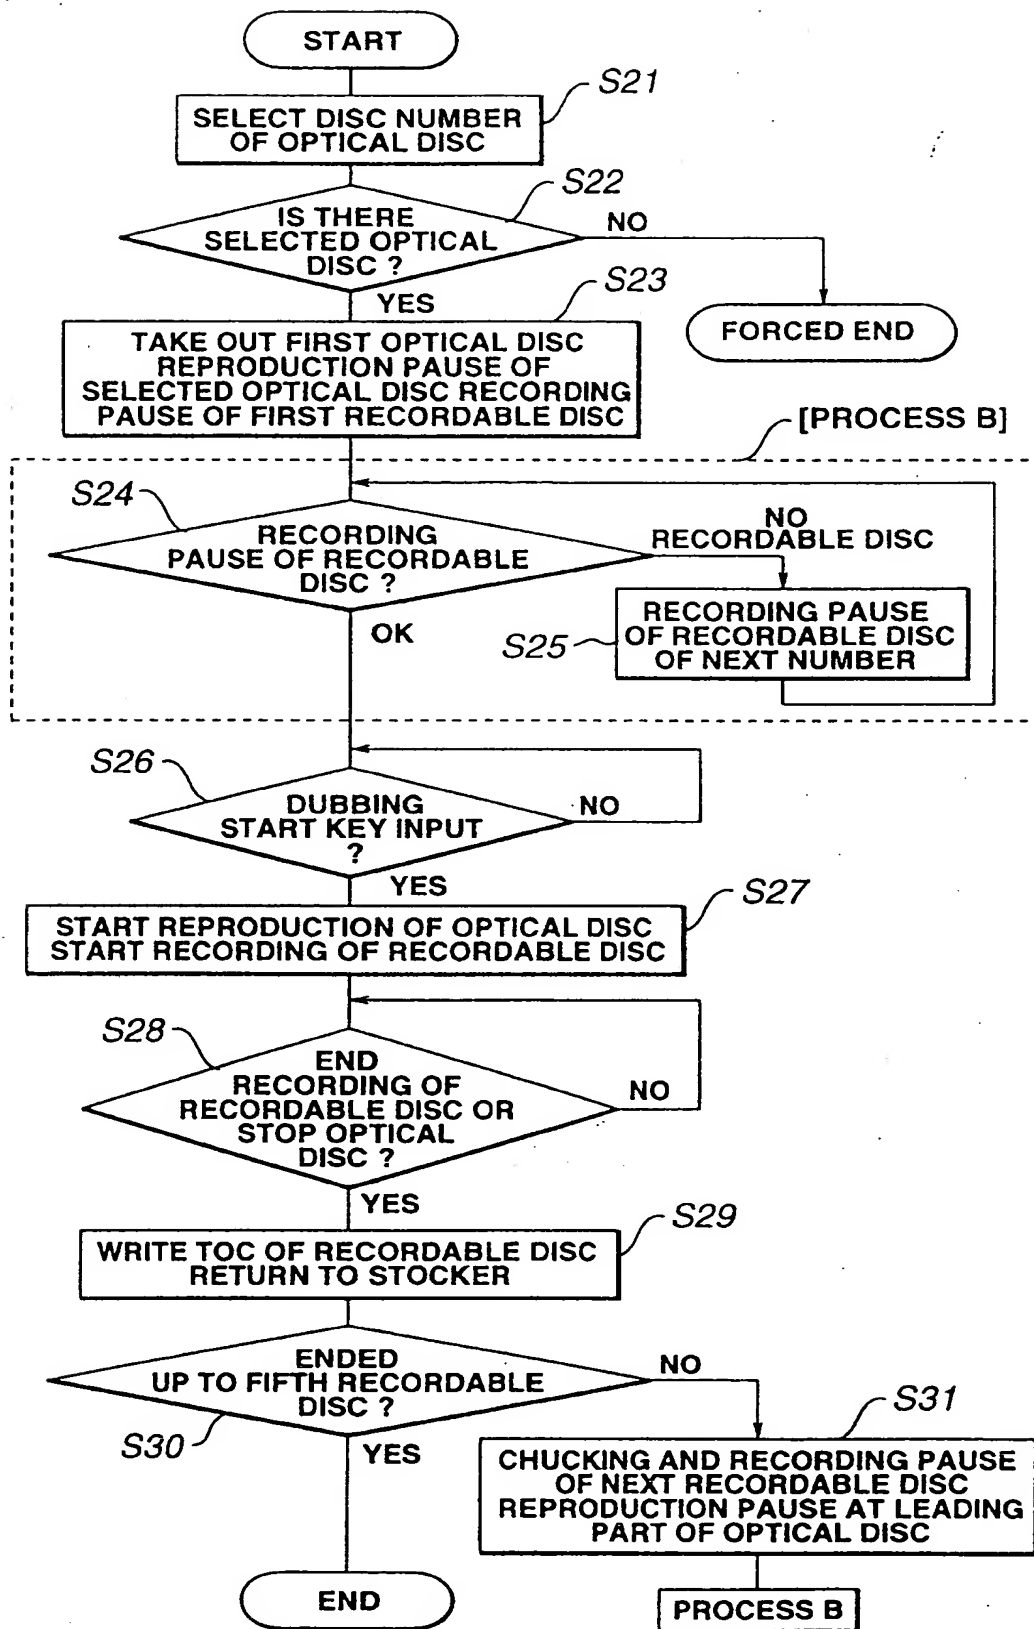 START
S21
SELECT DISC NUMBER
OF OPTICAL DISC
S22
IS THERE
SELECTED OPTICAL
DISC ?
NO
YES
S23
FORCED END
TAKE OUT FIRST OPTICAL DISC
REPRODUCTION PAUSE OF
SELECTED OPTICAL DISC RECORDING
PAUSE OF FIRST RECORDABLE DISC
[PROCESS B]
S24
RECORDING
PAUSE OF RECORDABLE
DISC ?
NO
RECORDABLE DISC
OK
S25
RECORDING PAUSE
OF RECORDABLE DISC
OF NEXT NUMBER
S26
DUBBING
START KEY INPUT
?
NO
YES
S27
START REPRODUCTION OF OPTICAL DISC
START RECORDING OF RECORDABLE DISC
S28
END
RECORDING OF
RECORDABLE DISC OR
STOP OPTICAL
DISC ?
NO
YES
S29
WRITE TOC OF RECORDABLE DISC
RETURN TO STOCKER
ENDED
UP TO FIFTH RECORDABLE
DISC ?
NO
S30
YES
S31
CHUCKING AND RECORDING PAUSE
OF NEXT RECORDABLE DISC
REPRODUCTION PAUSE AT LEADING
PART OF OPTICAL DISC
END
PROCESS B